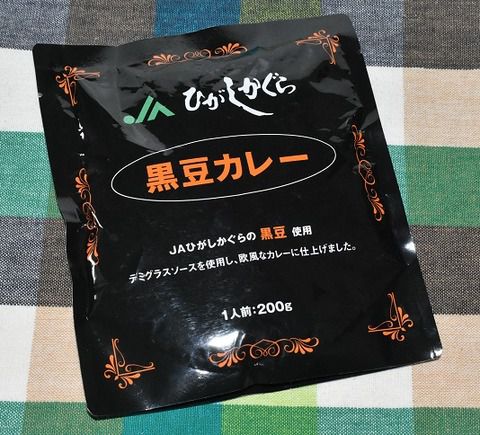 JA ひがしかぐら
黒豆カレー
JAひがしかぐらの 黒豆 使用
デミグラスソースを使用し、欧風なカレーに仕上げました。
1人前:200g